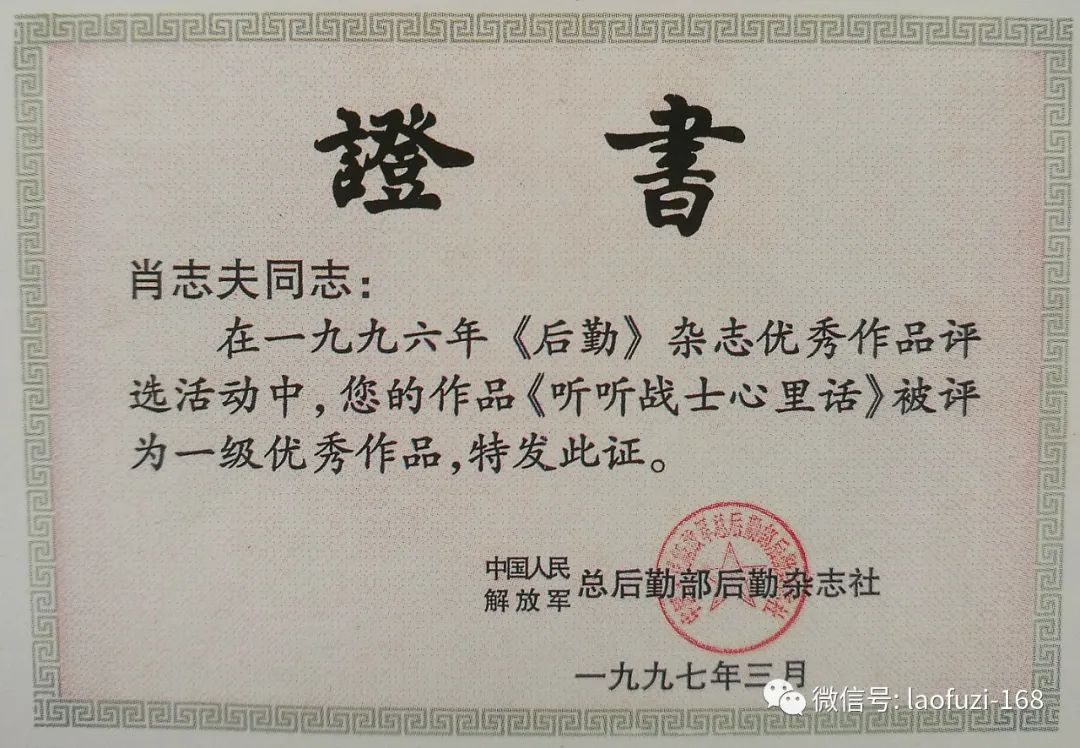 證 書
肖志夫同志：
在一九九六年《后勤》杂志优秀作品评
选活动中，您的作品《听听战士心里话》被评
为一级优秀作品，特发此证。
中国人民
解放军 总后勤部后勤杂志社
一九九七年三月
微信号: laofuzi-168